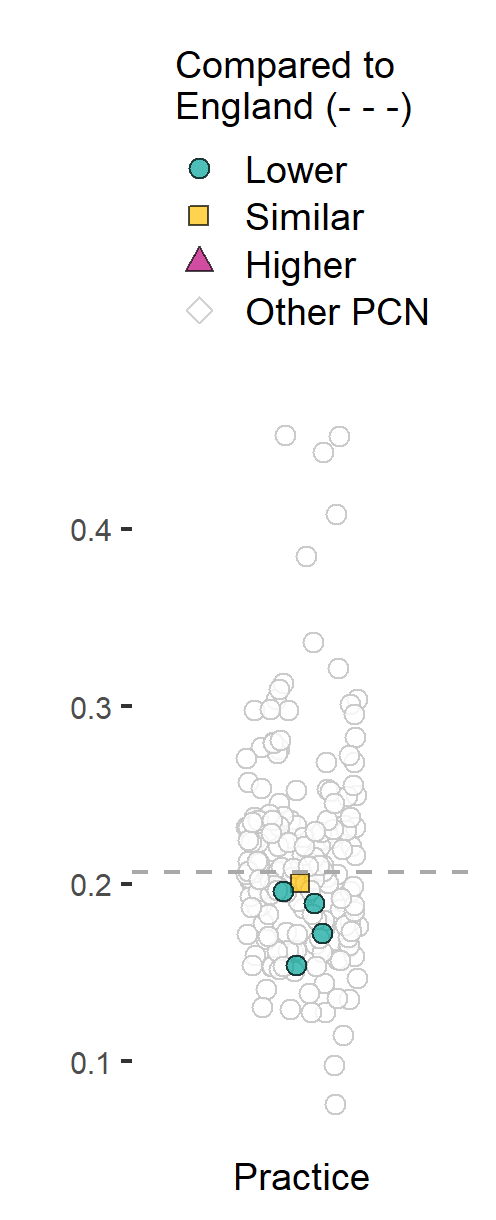 Compared to
England (- - -)
Lower
Similar
Higher
Other PCN
0.4
0.3
0.2
0.1
Practice